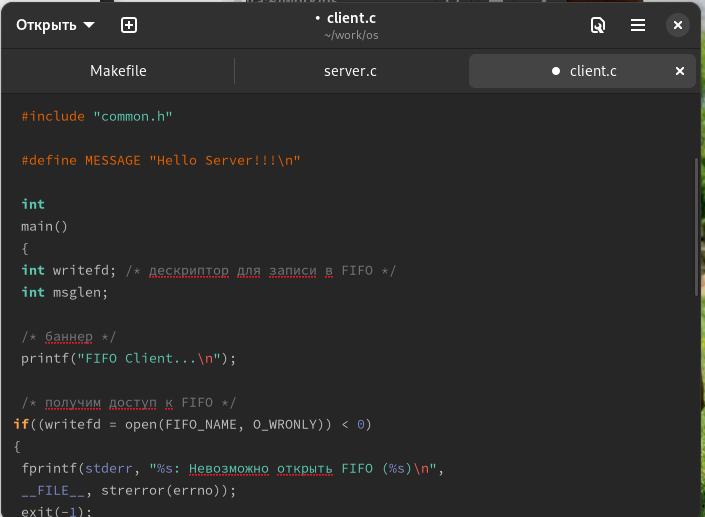 Открыть
• client.c
~/work/os
Makefile
server.c
● client.c
#include "common.h"
#define MESSAGE "Hello Server!!!\n"
int
main()
{
int writefd; /* дескриптор для записи в FIFO */
int msglen;
/* баннер */
printf("FIFO Client...\n");
/* получим доступ к FIFO */
if((writefd = open(FIFO_NAME, O_WRONLY)) < 0)
{
fprintf(stderr, "%s: Невозможно открыть FIFO (%s)\n",
__FILE__, strerror(errno));
exit(-1);